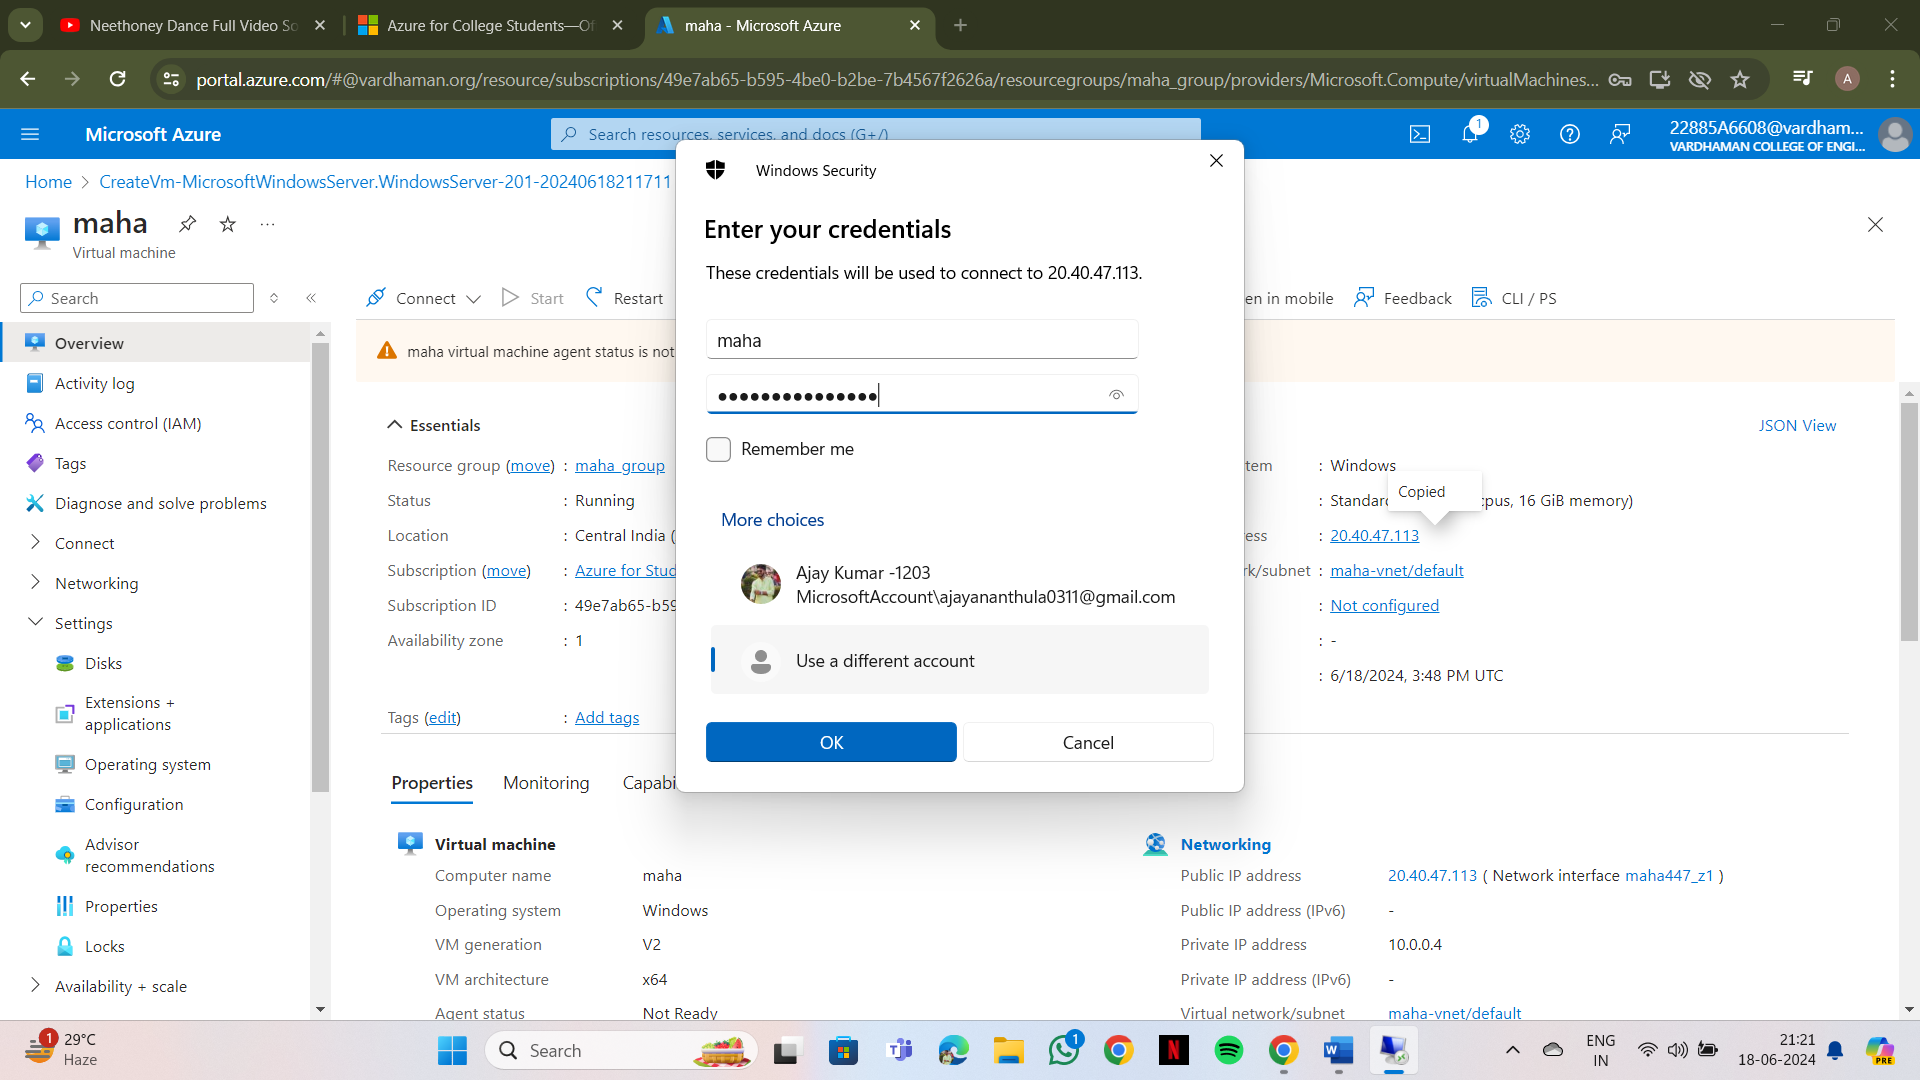 Neethoney Dance Full Video So
Azure for College Students—Of
maha - Microsoft Azure
portal.azure.com/#@vardhaman.org/resource/subscriptions/49e7ab65-b595-4be0-b2be-7b4567f2626a/resourcegroups/maha_group/providers/Microsoft.Compute/virtualMachines...
A
Microsoft Azure
Search resources, services, and docs (G+/)
1
22885A6608@vardham...
VARDHAMAN COLLEGE OF ENGI...
Home > CreateVm-MicrosoftWindowsServer.WindowsServer-201-20240618211711
maha
Virtual machine
Search
Connect
Start
Restart
en in mobile
Feedback
CLI / PS
maha virtual machine agent status is not
Overview
Activity log
Access control (IAM)
Tags
Diagnose and solve problems
Connect
Networking
Settings
Disks
Extensions +
applications
Operating system
Configuration
Advisor
recommendations
Properties
Locks
Availability + scale
Essentials
JSON View
Resource group (move) : maha_group
Status : Running
Location : Central India (
Subscription (move) : Azure for Stud
Subscription ID : 49e7ab65-b59
Availability zone : 1
Tags (edit) : Add tags
tem : Windows
: Standard cpus, 16 GiB memory)
Copied
ess : 20.40.47.113
rk/subnet : maha-vnet/default
: Not configured
: -
: 6/18/2024, 3:48 PM UTC
Windows Security
Enter your credentials
These credentials will be used to connect to 20.40.47.113.
maha
•••••••••••••••
Remember me
More choices
Ajay Kumar -1203
MicrosoftAccount\ajayananthula0311@gmail.com
Use a different account
OK
Cancel
Properties
Monitoring
Capabi
Virtual machine
Computer name maha
Operating system Windows
VM generation V2
VM architecture x64
Agent status Not Ready
Networking
Public IP address 20.40.47.113 ( Network interface maha447_z1 )
Public IP address (IPv6) -
Private IP address 10.0.0.4
Private IP address (IPv6) -
Virtual network/subnet maha-vnet/default
1
29°C
Haze
Search
1
N
W
PRE
ENG
IN
21:21
18-06-2024